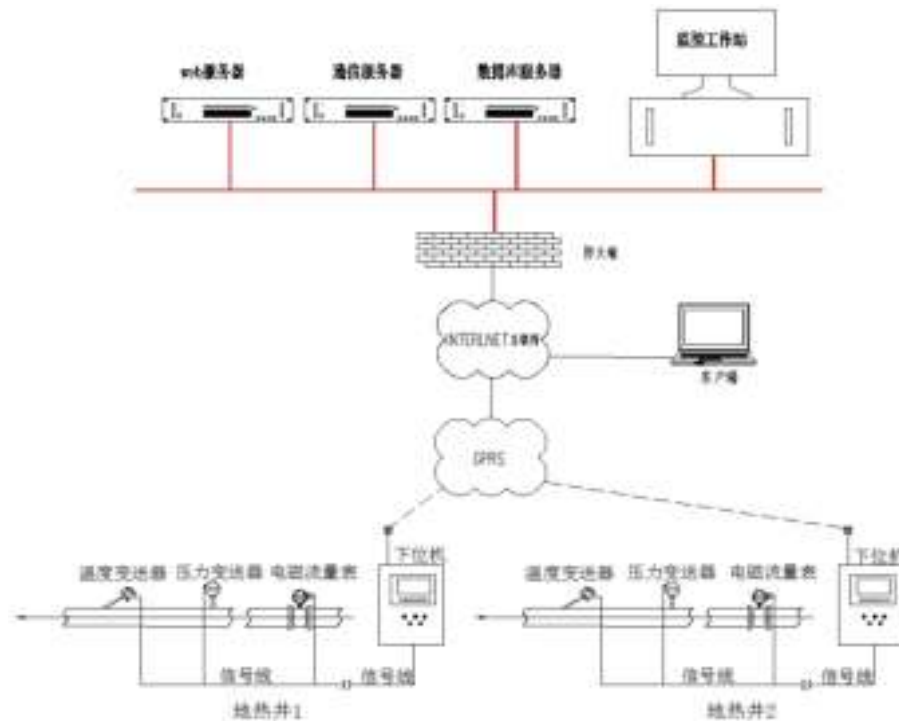 监控工作站
web服务器
通信服务器
数据库服务器
防火墙
INTERLNET互联网
客户端
GPRS
下位机
温度变送器
压力变送器
电磁流量表
信号线
信号线
地热井1
下位机
温度变送器
压力变送器
电磁流量表
信号线
信号线
地热井2